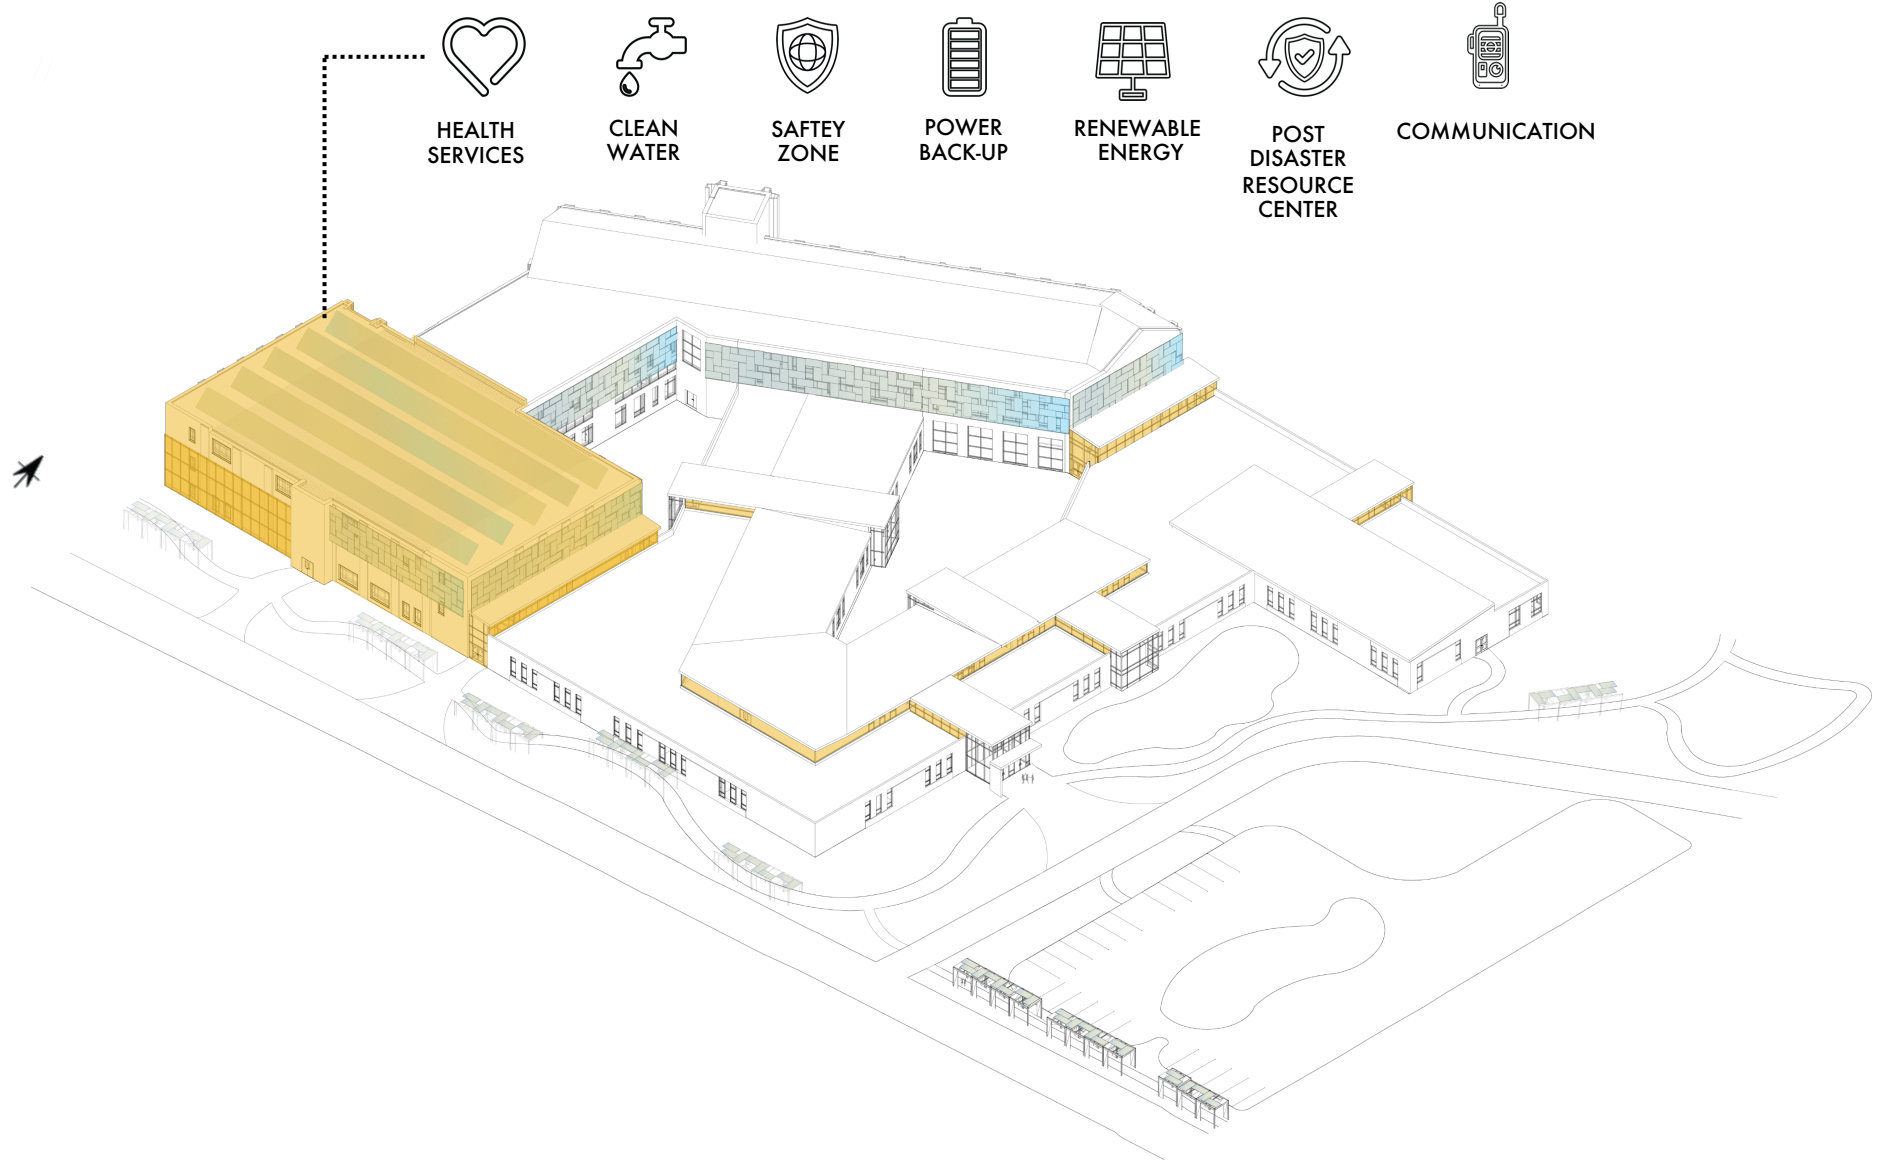 HEALTH
SERVICES
CLEAN
WATER
SAFTEY
ZONE
POWER
BACK-UP
RENEWABLE
ENERGY
POST
DISASTER
RESOURCE
CENTER
COMMUNICATION